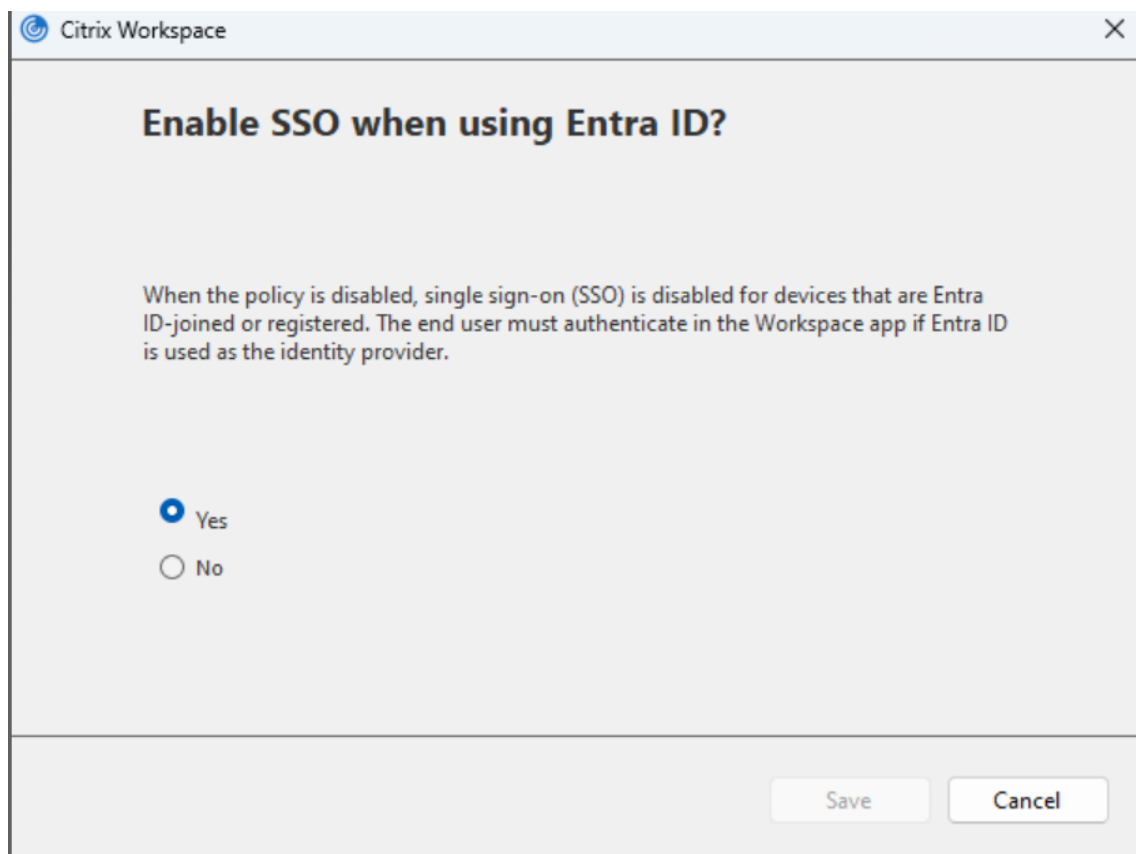 Citrix Workspace
Enable SSO when using Entra ID?
When the policy is disabled, single sign-on (SSO) is disabled for devices that are Entra
ID-joined or registered. The end user must authenticate in the Workspace app if Entra ID
is used as the identity provider.
Yes
No
Save
Cancel